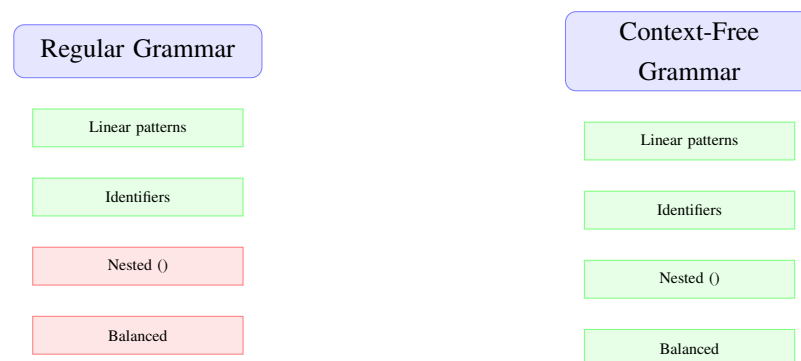 Regular Grammar
Linear patterns
Identifiers
Nested ()
Balanced
Context-Free
Grammar
Linear patterns
Identifiers
Nested ()
Balanced